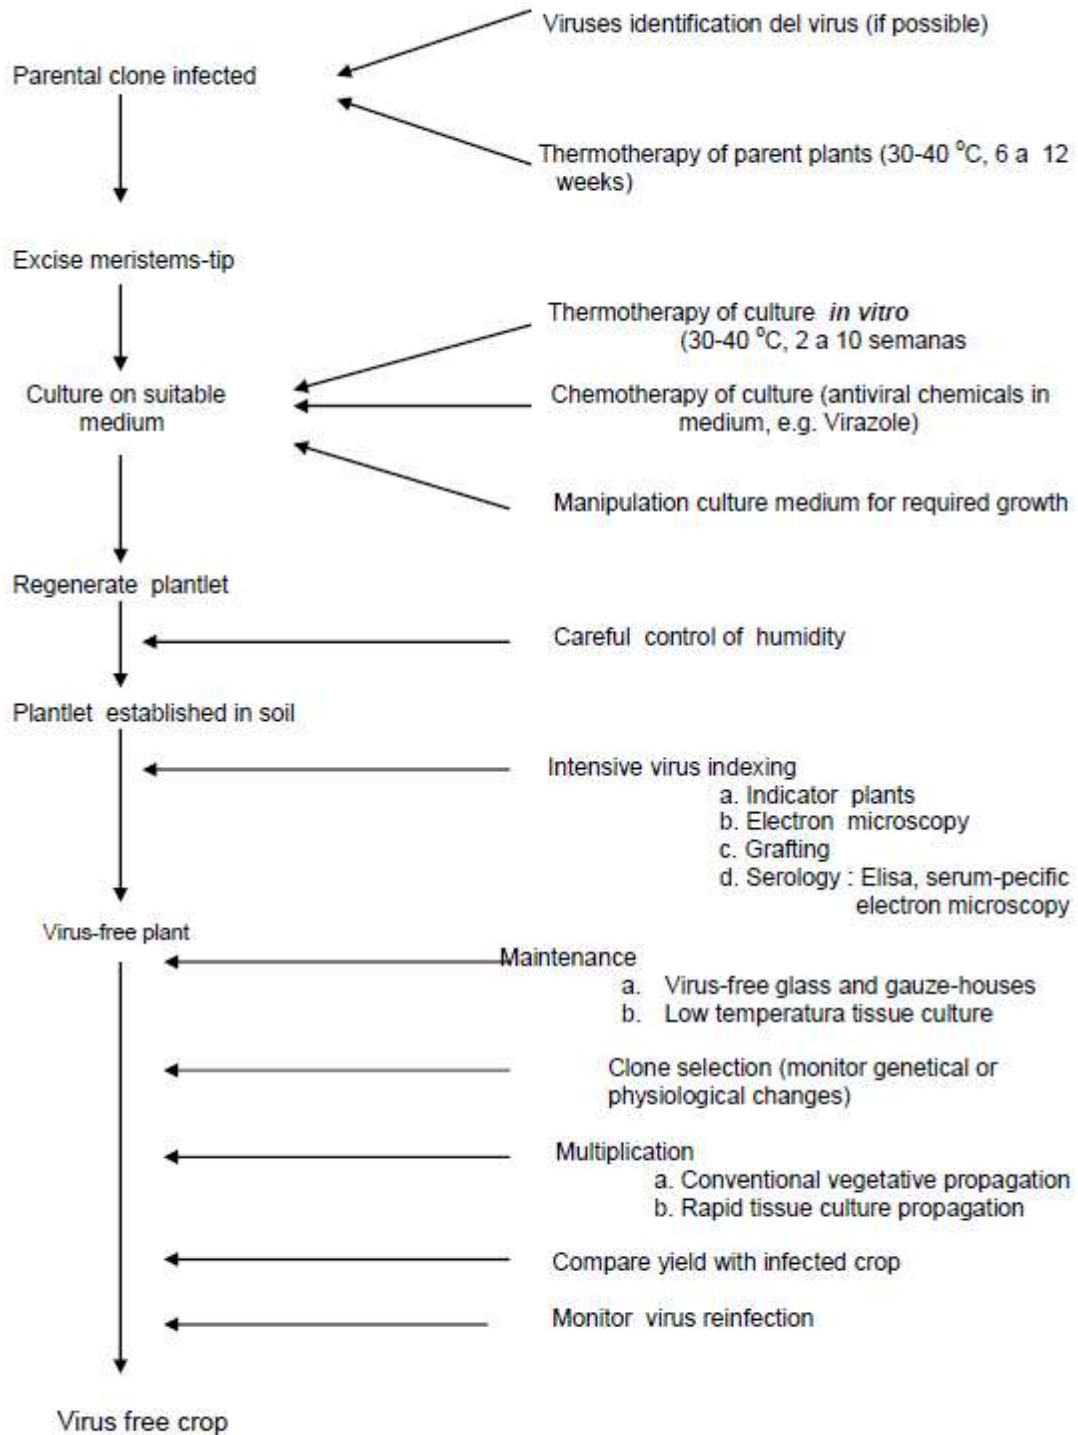 Viruses identification del virus (if possible)
Parental clone infected
Thermotherapy of parent plants (30-40 ⁰C, 6 a 12
weeks)
Excise meristems-tip
Thermotherapy of culture in vitro
(30-40 ⁰C, 2 a 10 semanas
Culture on suitable
medium
Chemotherapy of culture (antiviral chemicals in
medium, e.g. Virazole)
Manipulation culture medium for required growth
Regenerate plantlet
Careful control of humidity
Plantlet established in soil
Intensive virus indexing
a. Indicator plants
b. Electron microscopy
c. Grafting
d. Serology : Elisa, serum-pecific
electron microscopy
Virus-free plant
Maintenance
a. Virus-free glass and gauze-houses
b. Low temperatura tissue culture
Clone selection (monitor genetical or
physiological changes)
Multiplication
a. Conventional vegetative propagation
b. Rapid tissue culture propagation
Compare yield with infected crop
Monitor virus reinfection
Virus free crop